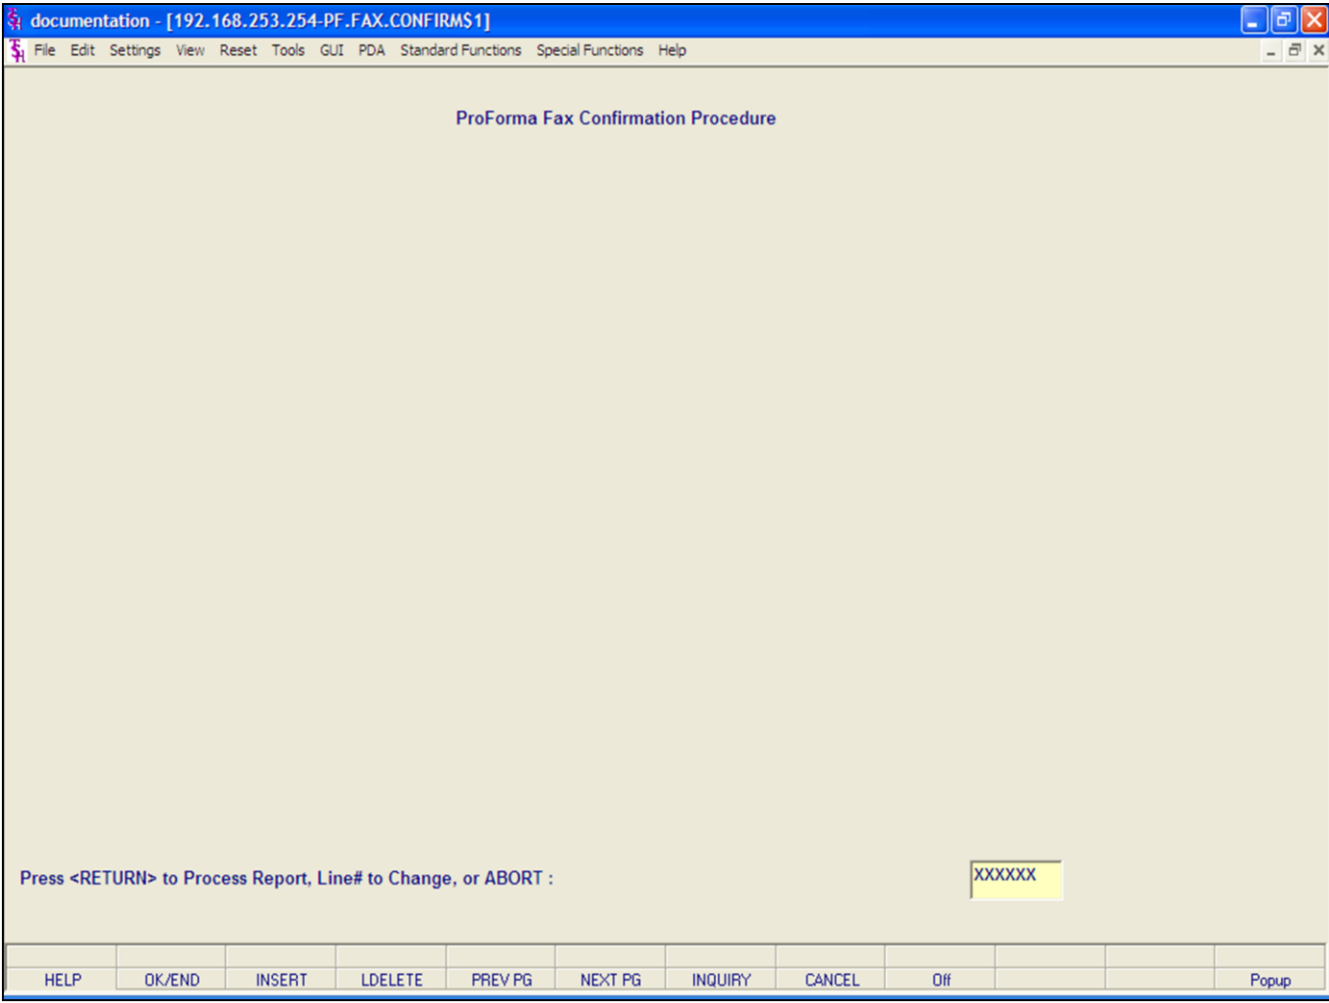 documentation - [192.168.253.254-PF.FAX.CONFIRM$1]
File Edit Settings View Reset Tools GUI PDA Standard Functions Special Functions Help
ProForma Fax Confirmation Procedure
Press <RETURN> to Process Report, Line# to Change, or ABORT : XXXXXX
HELP OK/END INSERT LDELETE PREV PG NEXT PG INQUIRY CANCEL Off Popup